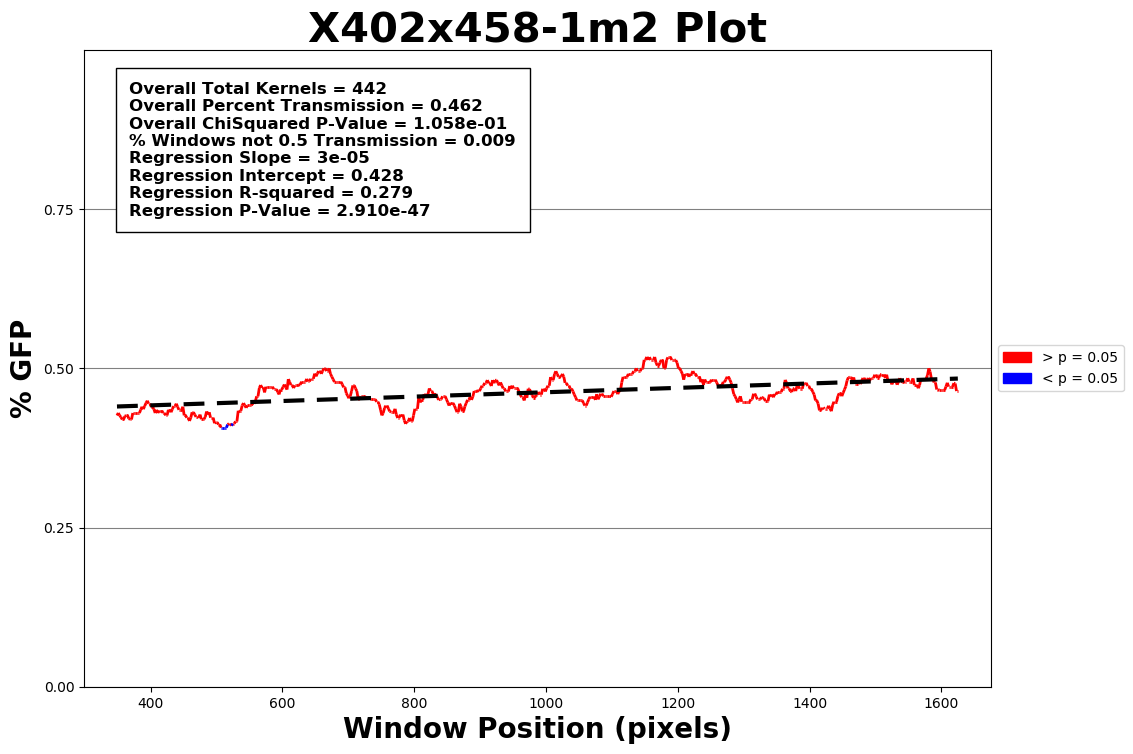 X402x458-1m2 Plot
Overall Total Kernels = 442
Overall Percent Transmission = 0.462
Overall ChiSquared P-Value = 1.058e-01
% Windows not 0.5 Transmission = 0.009
Regression Slope = 3e-05
Regression Intercept = 0.428
Regression R-squared = 0.279
Regression P-Value = 2.910e-47
% GFP
0.75
0.50
0.25
0.00
400 600 800 1000 1200 1400 1600
Window Position (pixels)
> p = 0.05
< p = 0.05